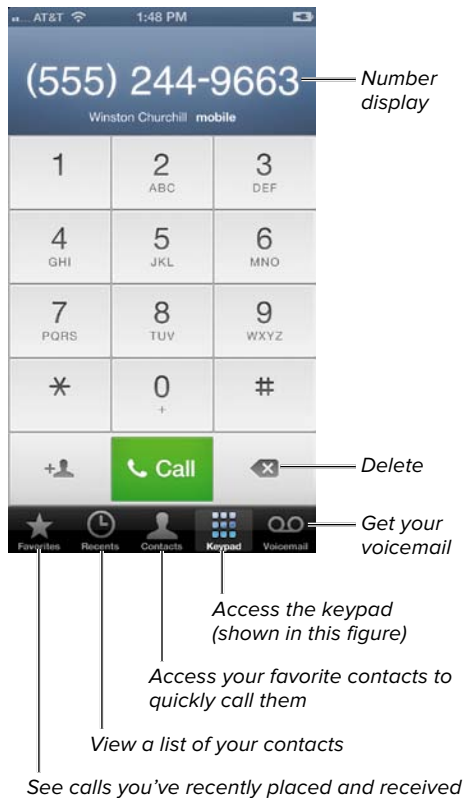 AT&T 1:48 PM
(555) 244-9663
Winston Churchill mobile
Number
display
1 2 3
ABC DEF
4 5 6
GHI JKL MNO
7 8 9
PQRS TUV WXYZ
* 0 #
+
+ Call
Delete
Favorites Recents Contacts Keypad Voicemail
Get your
voicemail
Access the keypad
(shown in this figure)
Access your favorite contacts to
quickly call them
View a list of your contacts
See calls you've recently placed and received